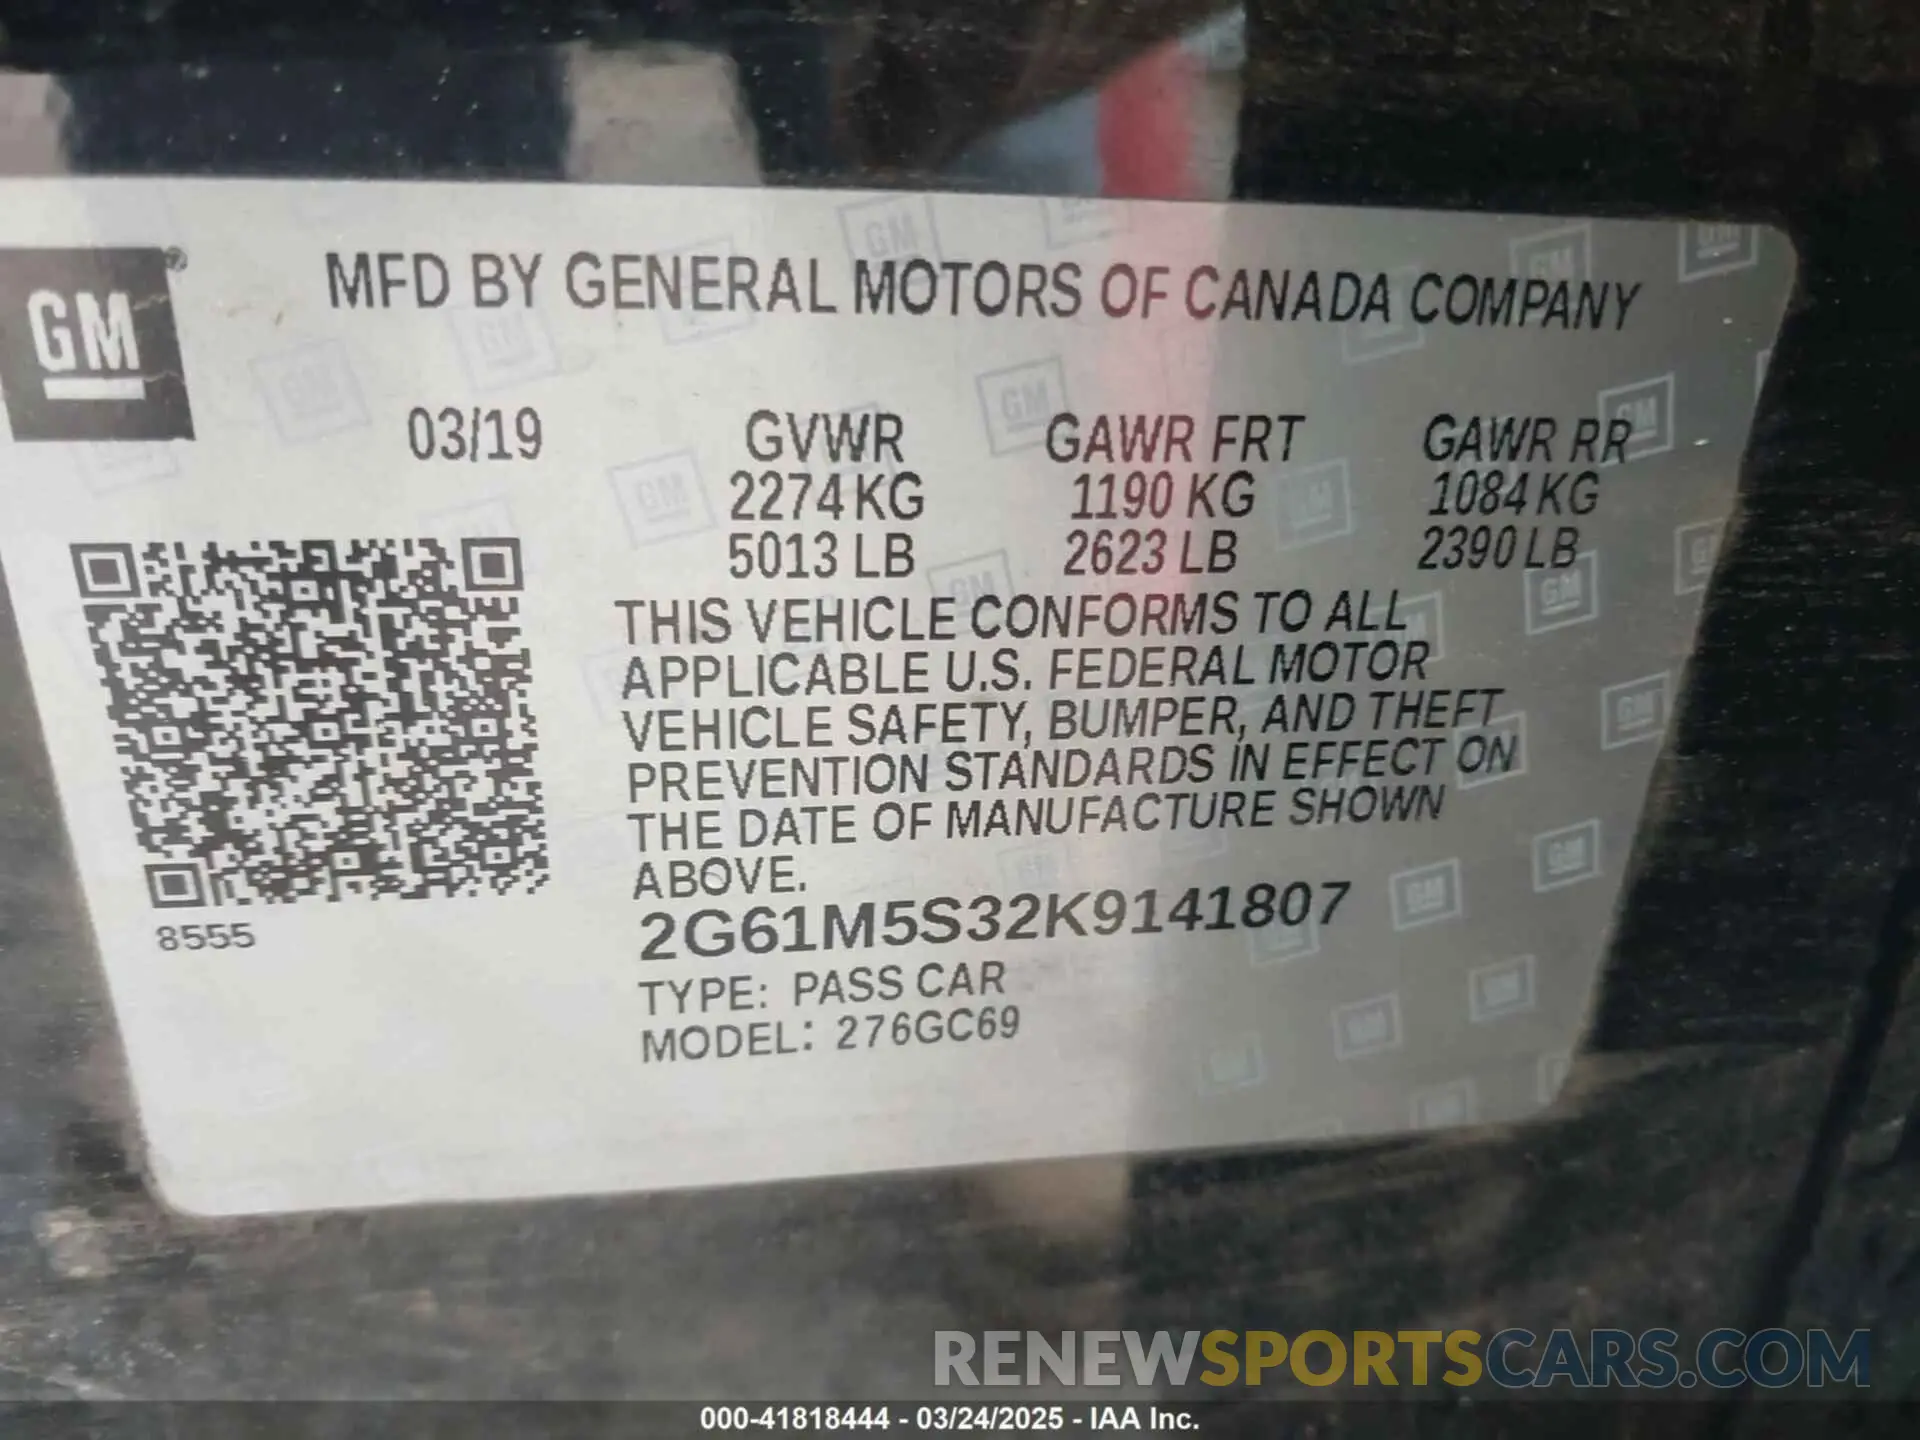 MFD BY GENERAL MOTORS OF CANADA COMPANY
GM
03/19 GVWR GAWR FRT GAWR RR
2274 KG 1190 KG 1084 KG
5013 LB 2623 LB 2390 LB
THIS VEHICLE CONFORMS TO ALL
APPLICABLE U.S. FEDERAL MOTOR
VEHICLE SAFETY, BUMPER, AND THEFT
PREVENTION STANDARDS IN EFFECT ON
THE DATE OF MANUFACTURE SHOWN
ABOVE.
8555
2G61M5S32K9141807
TYPE: PASS CAR
MODEL: 276GC69
RENEWSPORTSCARS.COM
000-41818444 - 03/24/2025 - IAA Inc.